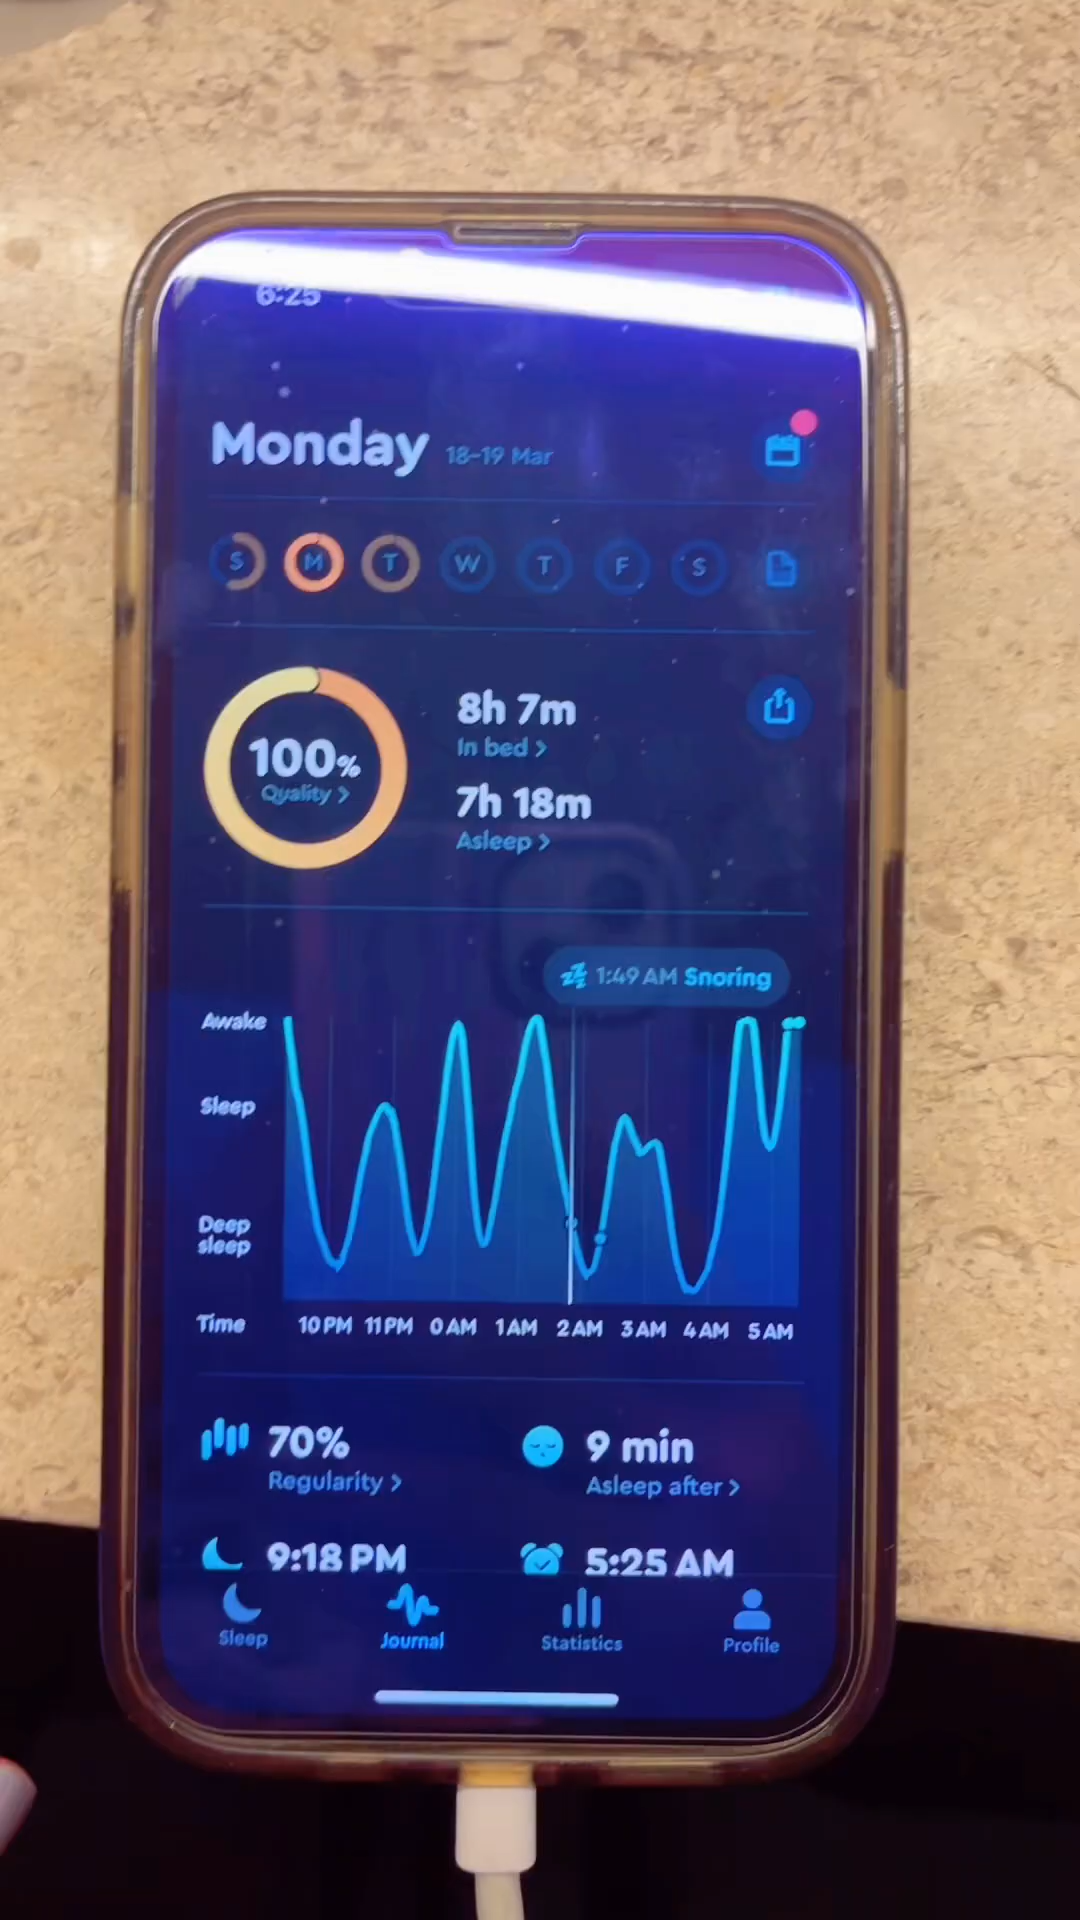 6:25
Monday 18–19 Mar
S M T W T F S
100% Quality >
8h 7m
In bed >
7h 18m
Asleep >
1:49 AM Snoring
Awake
Sleep
Deep
sleep
Time 10 PM 11 PM 0 AM 1 AM 2 AM 3 AM 4 AM 5 AM
70%
Regularity >
9 min
Asleep after >
9:18 PM
5:25 AM
Sleep Journal Statistics Profile